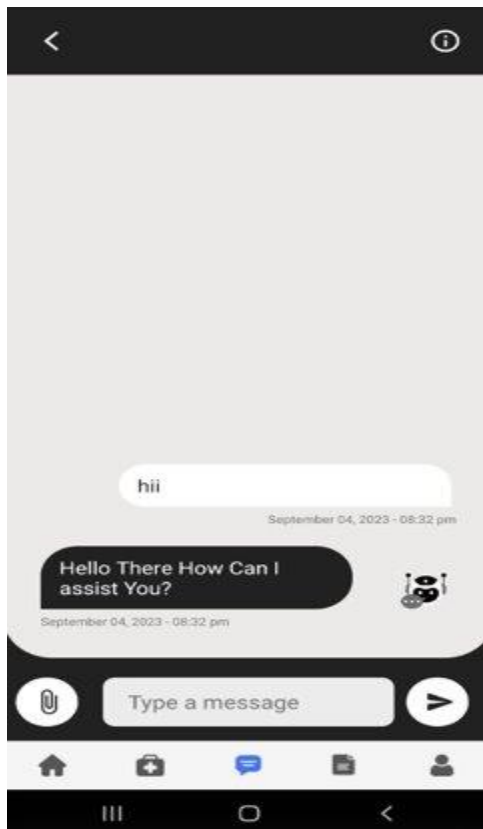 hii
September 04, 2023 - 08:32 pm
Hello There How Can I
assist You?
September 04, 2023 - 08:32 pm
Type a message